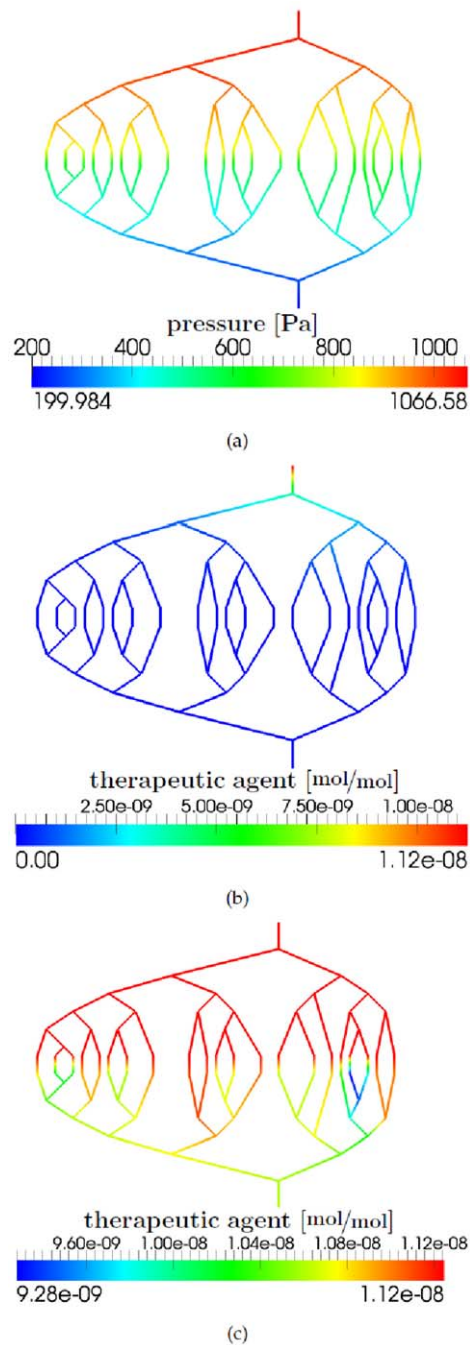 pressure [Pa]
200 400 600 800 1000
199.984 1066.58
(a)
therapeutic agent [mol/mol]
2.50e-09 5.00e-09 7.50e-09 1.00e-08
0.00 1.12e-08
(b)
therapeutic agent [mol/mol]
9.60e-09 1.00e-08 1.04e-08 1.08e-08 1.12e-08
9.28e-09 1.12e-08
(c)